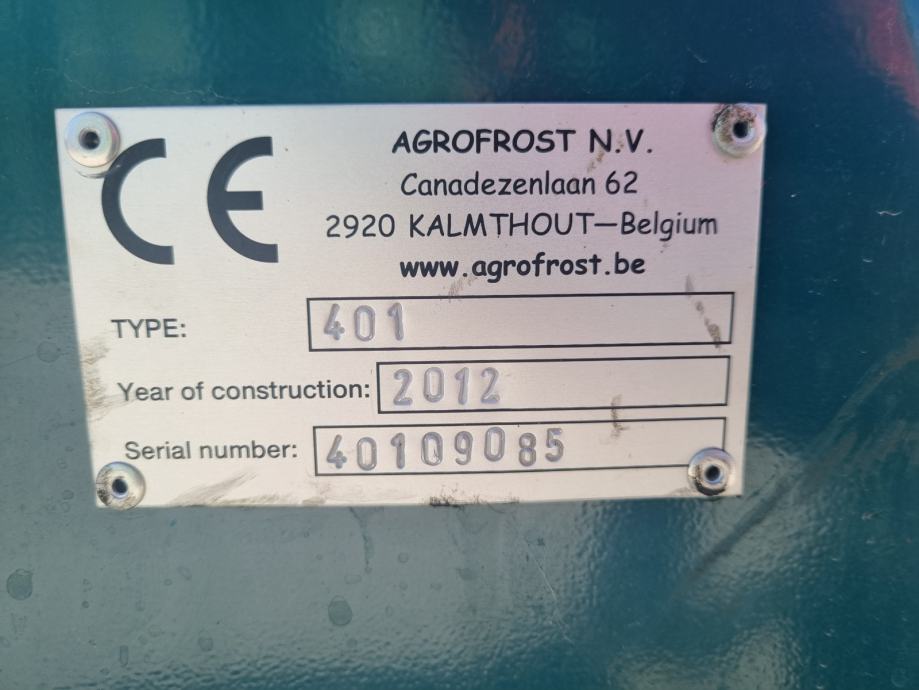 CE
AGROFROST N.V.
Canadezenlaan 62
2920 KALMTHOUT—Belgium
www.agrofrost.be
TYPE: 401
Year of construction: 2012
Serial number: 40109085